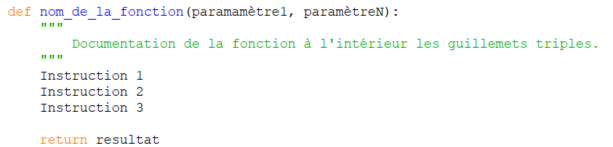 def nom_de_la_fonction(paramamètre1, paramètreN):
"""
Documentation de la fonction à l'intérieur les guillemets triples.
"""
Instruction 1
Instruction 2
Instruction 3
return resultat